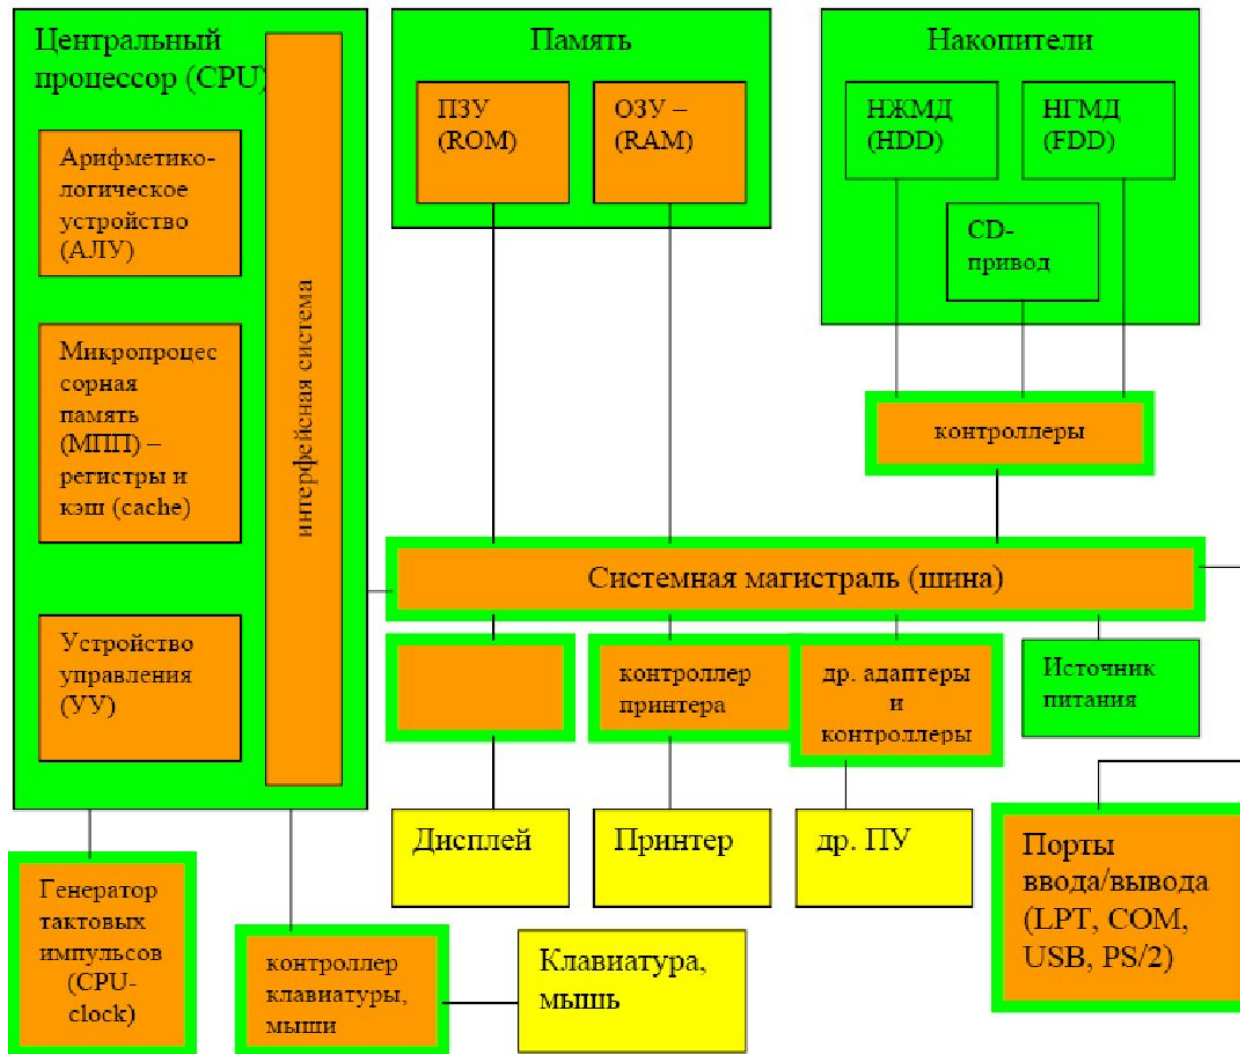 Центральный
процессор (CPU)
Арифметико-
логическое
устройство
(АЛУ)
Микропроцес
сорная
память
(МПП) –
регистры и
кэш (cache)
Устройство
управления
(УУ)
интерфейсная система
Память
ПЗУ
(ROM)
ОЗУ –
(RAM)
Накопители
НЖМД
(HDD)
НГМД
(FDD)
CD-
привод
контроллеры
Системная магистраль (шина)
контроллер
принтера
др. адаптеры
и
контроллеры
Источник
питания
Дисплей
Принтер
др. ПУ
Порты
ввода/вывода
(LPT, COM,
USB, PS/2)
Генератор
тактовых
импульсов
(CPU-
clock)
контроллер
клавиатуры,
мыши
Клавиатура,
мышь